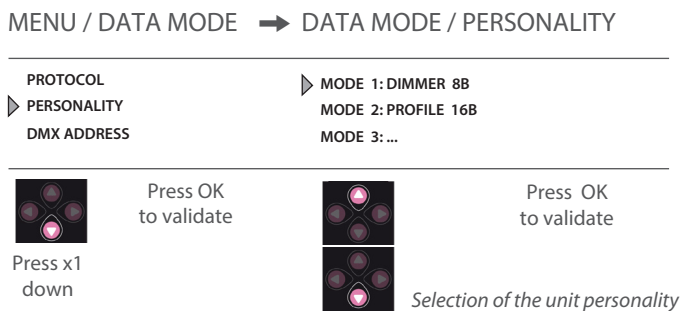 MENU / DATA MODE → DATA MODE / PERSONALITY
PROTOCOL
PERSONALITY
DMX ADDRESS
MODE 1: DIMMER 8B
MODE 2: PROFILE 16B
MODE 3: ...
Press OK
to validate
Press x1
down
Press OK
to validate
Selection of the unit personality